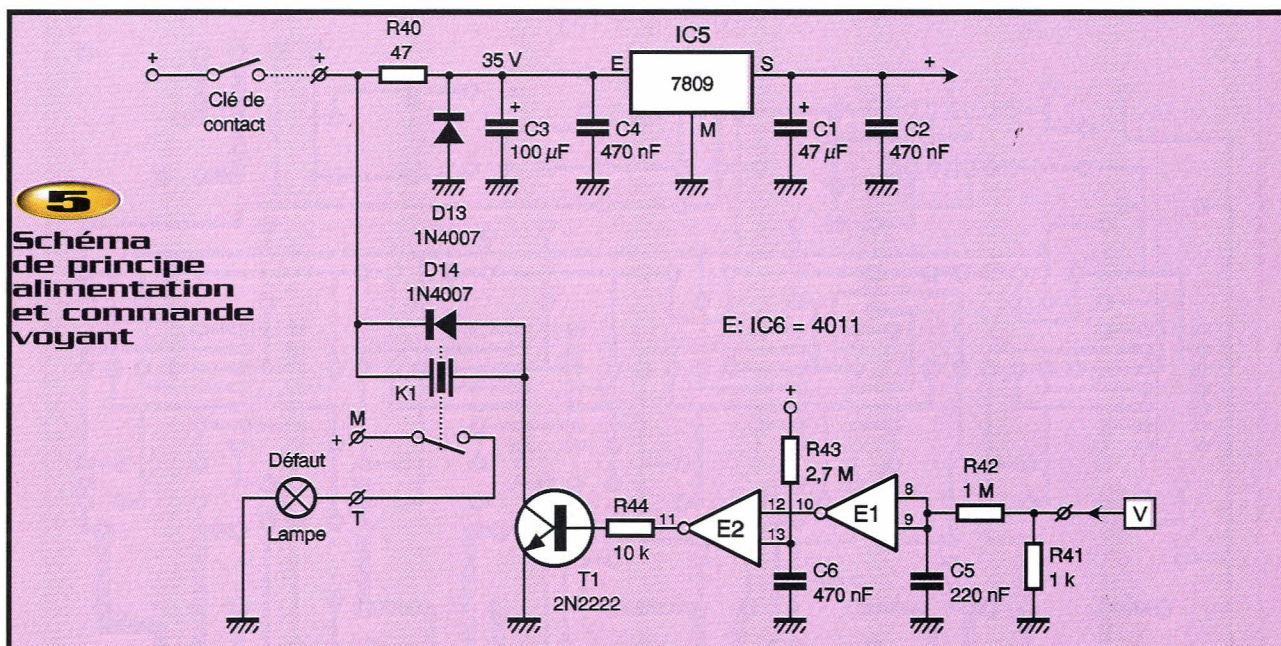 R40
47
IC5
+
+
35 V
E
7809
S
+
Clé de
contact
+
C3
100 µF
C4
470 nF
M
+
C1
47 µF
C2
470 nF
5
Schéma
de principe
alimentation
et commande
voyant
D13
1N4007
D14
1N4007
E: IC6 = 4011
K1
+
M
+
R43
2,7 M
R42
1 M
Défaut
T
Lampe
R44
10 k
11
E2
12
13
10
E1
8
9
V
R41
1 k
T1
2N2222
C6
470 nF
C5
220 nF